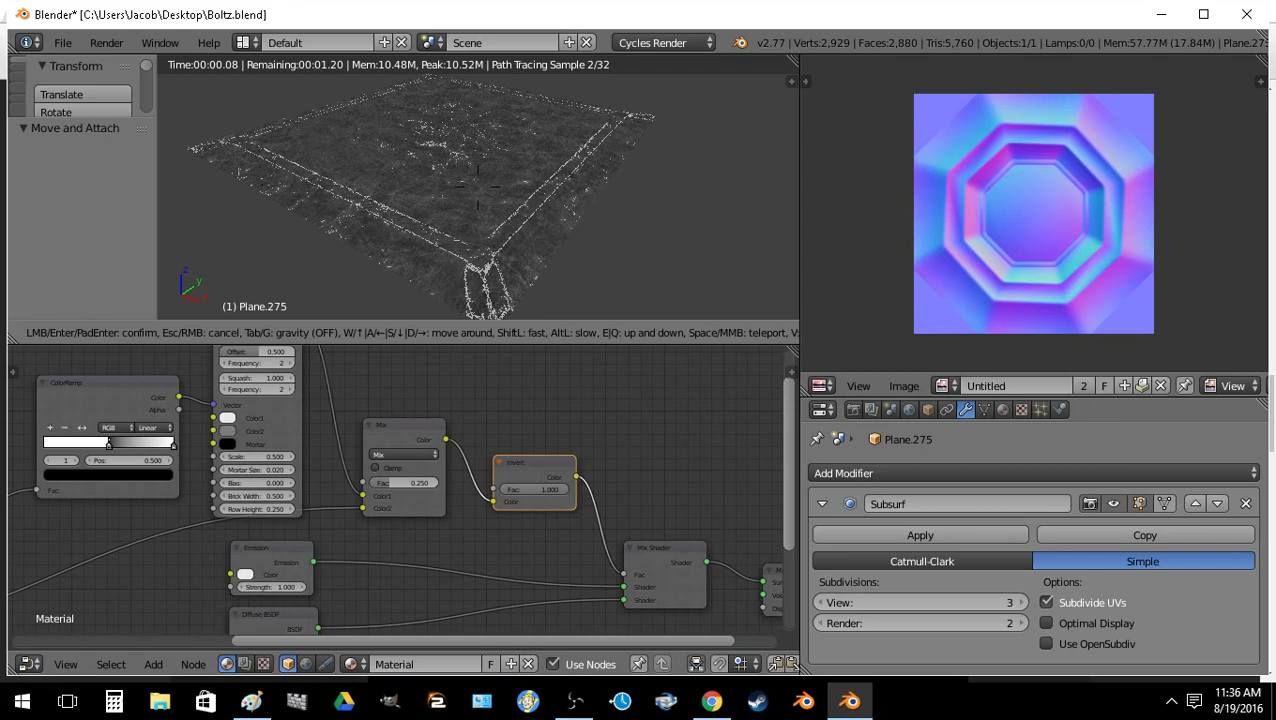 Blender* [C:\Users\Jacob\Desktop\Boltz.blend]
File Render Window Help Default Scene Cycles Render v2.77 | Verts:2,929 | Faces:2,880 | Tris:5,760 | Objects:1/1 | Lamps:0/0 | Mem:57.77M (17.84M) | Plane.275
Transform
Translate
Rotate
Move and Attach
Time:00:00.08 | Remaining:00:01.20 | Mem:10.48M, Peak:10.52M | Path Tracing Sample 2/32
z
y
x
(1) Plane.275
LMB/Enter/PadEnter: confirm, Esc/RMB: cancel, Tab/G: gravity (OFF), W/↑|A/←|S/↓|D/→: move around, ShiftL: fast, AltL: slow, E|Q: up and down, Space/MMB: teleport, V:
ColorRamp
Color
Alpha
RGB Linear
1 Pos: 0.500
Fac
Offset: 0.500
Frequency: 2
Squash: 1.000
Frequency: 2
Vector
Color1
Color2
Mortar
Scale: 0.500
Mortar Size: 0.020
Bias: 0.000
Brick Width: 0.500
Row Height: 0.250
Mix
Color
Mix
Clamp
Fac: 0.250
Color1
Color2
Invert
Color
Fac: 1.000
Color
Emission
Emission
Color
Strength: 1.000
Diffuse BSDF
BSDF
Mix Shader
Shader
Fac
Shader
Shader
Material
View Select Add Node Material F Use Nodes
View Image Untitled 2 F View
Plane.275
Add Modifier
Subsurf
Apply Copy
Catmull-Clark Simple
Subdivisions: Options:
View: 3 Subdivide UVs
Render: 2 Optimal Display
Use OpenSubdiv
11:36 AM
8/19/2016